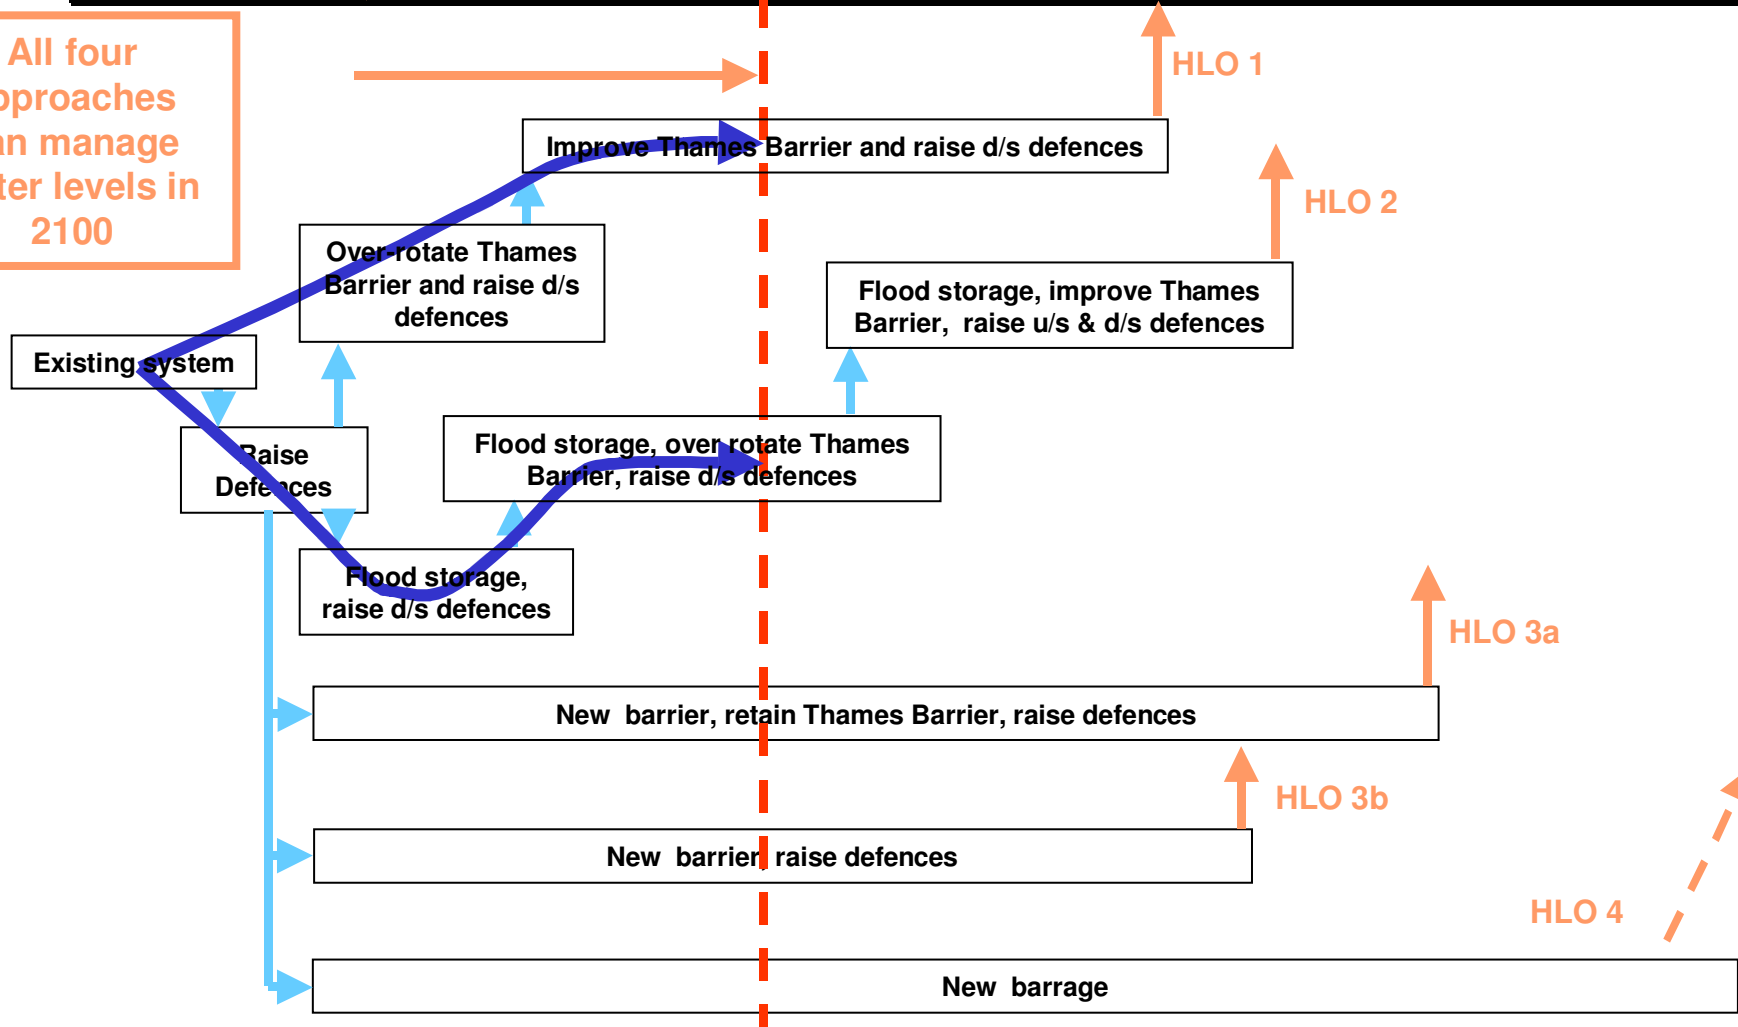 All four
approaches
can manage
water levels in
2100
HLO 1
Improve Thames Barrier and raise d/s defences
HLO 2
Over-rotate Thames
Barrier and raise d/s
defences
Flood storage, improve Thames
Barrier, raise u/s & d/s defences
Existing system
Raise
Defences
Flood storage, over rotate Thames
Barrier, raise d/s defences
Flood storage,
raise d/s defences
HLO 3a
New barrier, retain Thames Barrier, raise defences
HLO 3b
New barrier, raise defences
HLO 4
New barrage